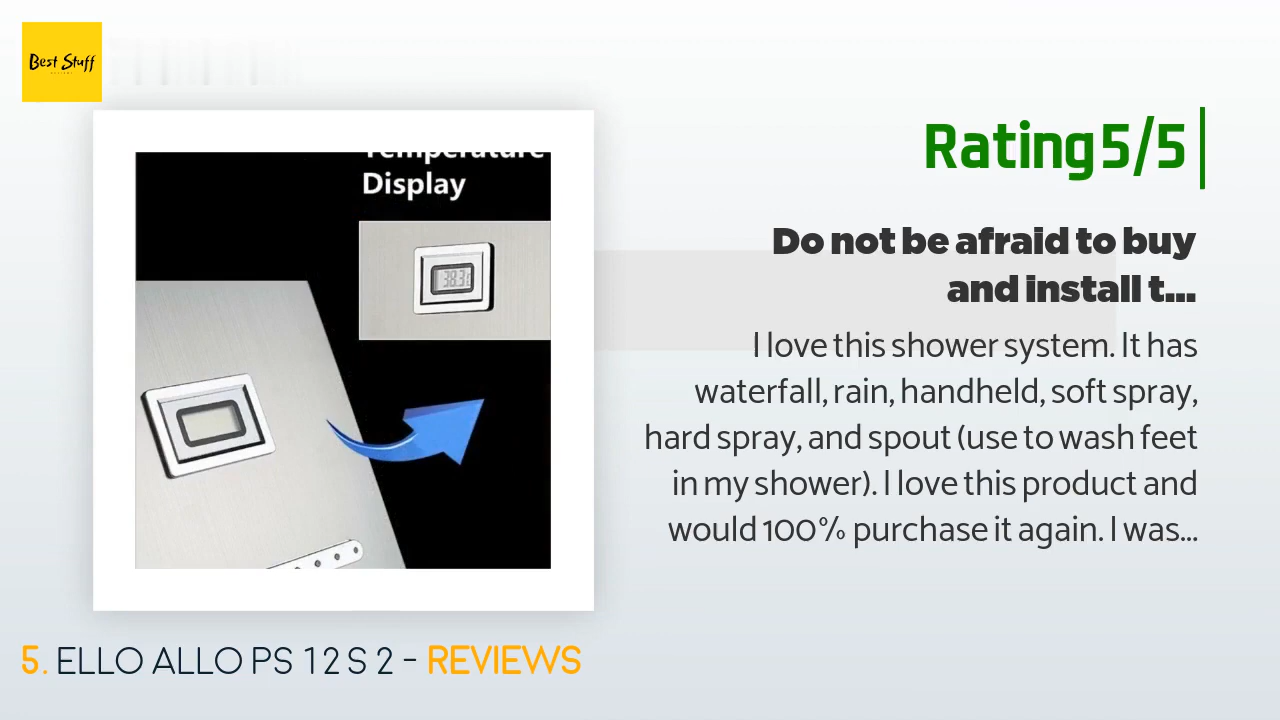 Best Stuff
Temperature
Display
Rating 5/5
Do not be afraid to buy
and install t...
I love this shower system. It has
waterfall, rain, handheld, soft spray,
hard spray, and spout (use to wash feet
in my shower). I love this product and
would 100% purchase it again. I was...
5. ELLO ALLO PS 12 S 2 - REVIEWS